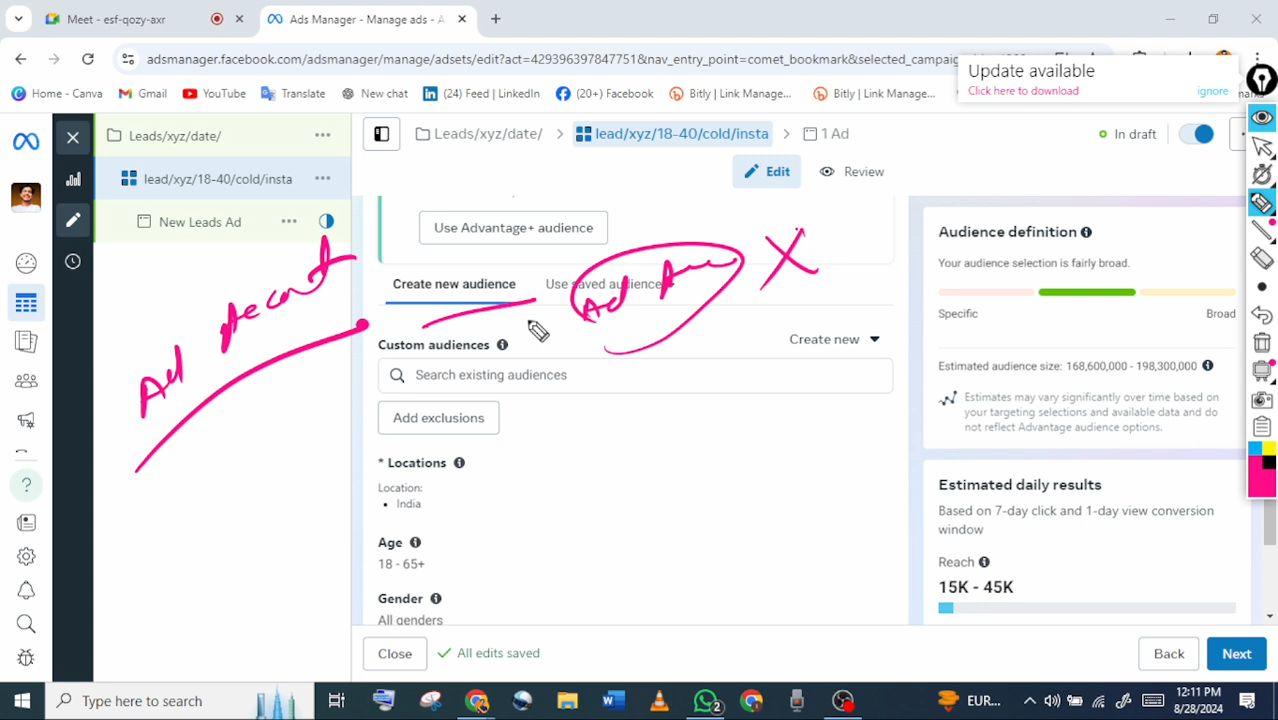 Meet - esf-qozy-axr
Ads Manager - Manage ads - A
adsmanager.facebook.com/adsmanager/manage/adsets/edit?act=429396397847751&nav_entry_point=comet_bookmark&selected_campaig
Update available
Click here to download
ignore
Home - Canva
Gmail
YouTube
Translate
New chat
(24) Feed | LinkedIn
(20+) Facebook
Bitly | Link Manage...
Bitly | Link Manage...
Leads/xyz/date/
Leads/xyz/date/
lead/xyz/18-40/cold/insta
1 Ad
In draft
lead/xyz/18-40/cold/insta
Edit
Review
New Leads Ad
Use Advantage+ audience
Create new audience
Use saved audience
Ad
Ad
Custom audiences
Create new
Search existing audiences
Add exclusions
* Locations
Location:
India
Age
18 - 65+
Gender
All genders
Audience definition
Your audience selection is fairly broad.
Specific
Broad
Estimated audience size: 168,600,000 - 198,300,000
Estimates may vary significantly over time based on
your targeting selections and available data and do
not reflect Advantage audience options.
Estimated daily results
Based on 7-day click and 1-day view conversion
window
Reach
15K - 45K
Close
All edits saved
Back
Next
Type here to search
2
EUR...
12:11 PM
8/28/2024